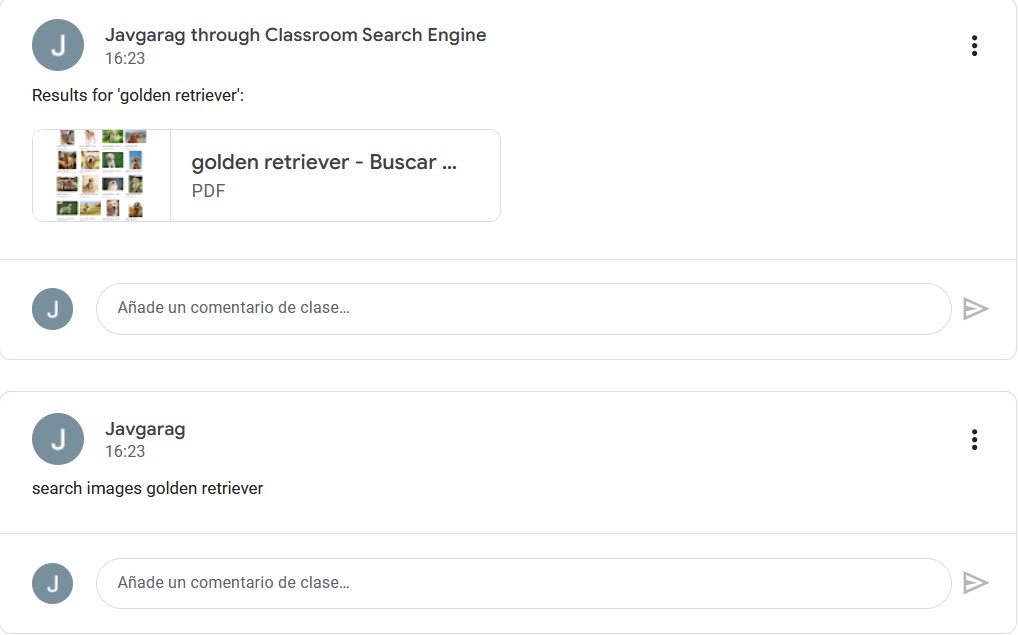 J
Javgarag through Classroom Search Engine
16:23
Results for 'golden retriever':
golden retriever - Buscar ...
PDF
J
Añade un comentario de clase…
J
Javgarag
16:23
search images golden retriever
J
Añade un comentario de clase…